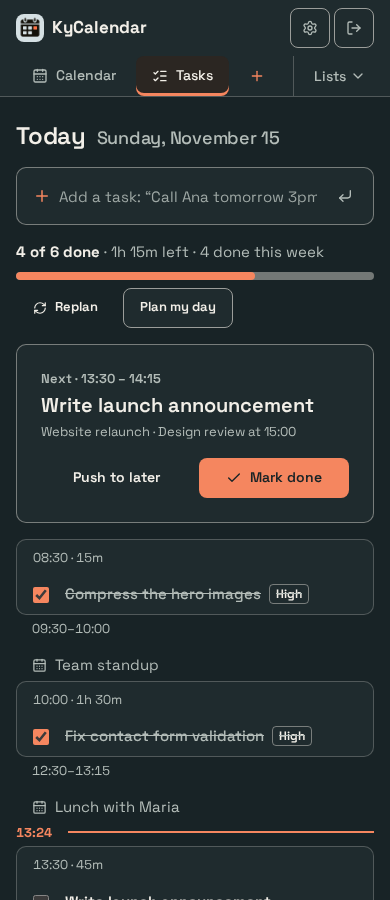 KyCalendar
Calendar
Tasks
+
Lists
Today Sunday, November 15
+ Add a task: “Call Ana tomorrow 3pm
4 of 6 done · 1h 15m left · 4 done this week
Replan
Plan my day
Next · 13:30 – 14:15
Write launch announcement
Website relaunch · Design review at 15:00
Push to later
Mark done
08:30 · 15m
Compress the hero images High
09:30–10:00
Team standup
10:00 · 1h 30m
Fix contact form validation High
12:30–13:15
Lunch with Maria
13:24
13:30 · 45m
Write launch announcement